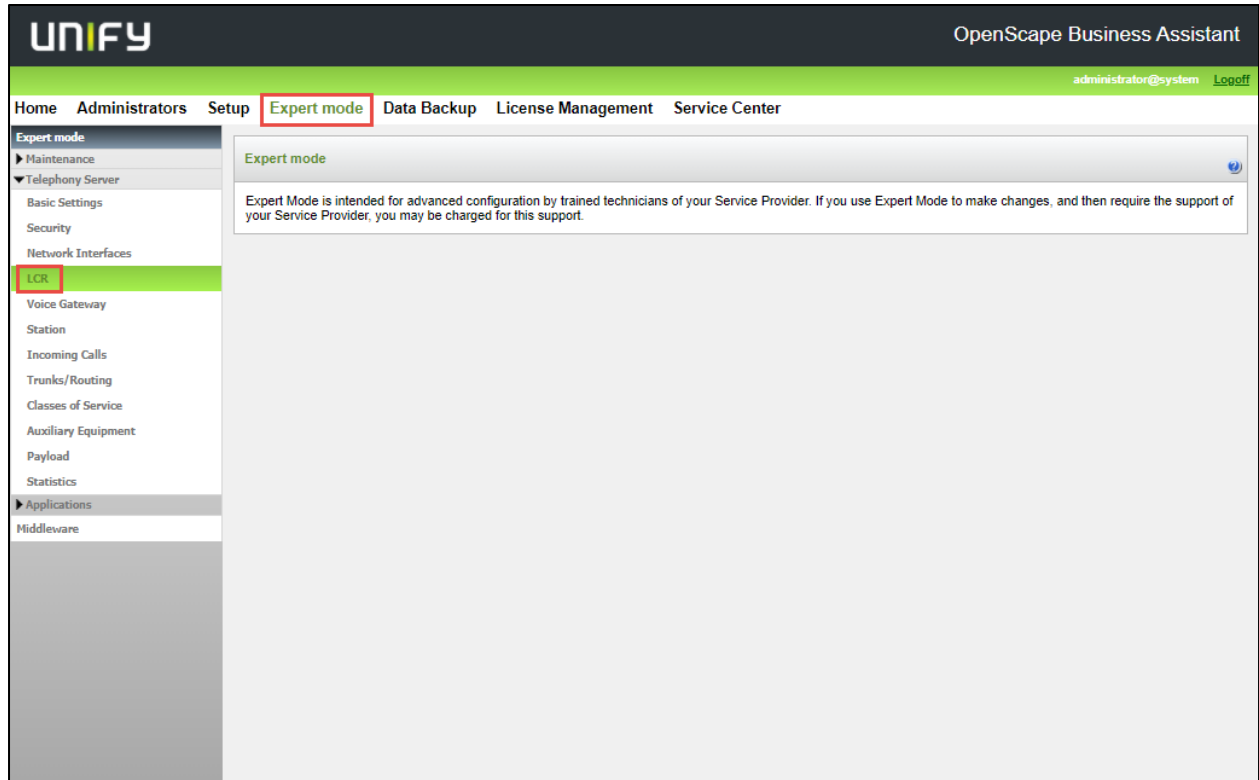 UNIFY
OpenScape Business Assistant
administrator@system Logoff
Home Administrators Setup Expert mode Data Backup License Management Service Center
Expert mode
Maintenance
Telephony Server
Basic Settings
Security
Network Interfaces
LCR
Voice Gateway
Station
Incoming Calls
Trunks/Routing
Classes of Service
Auxiliary Equipment
Payload
Statistics
Applications
Middleware
Expert mode
?
Expert Mode is intended for advanced configuration by trained technicians of your Service Provider. If you use Expert Mode to make changes, and then require the support of
your Service Provider, you may be charged for this support.